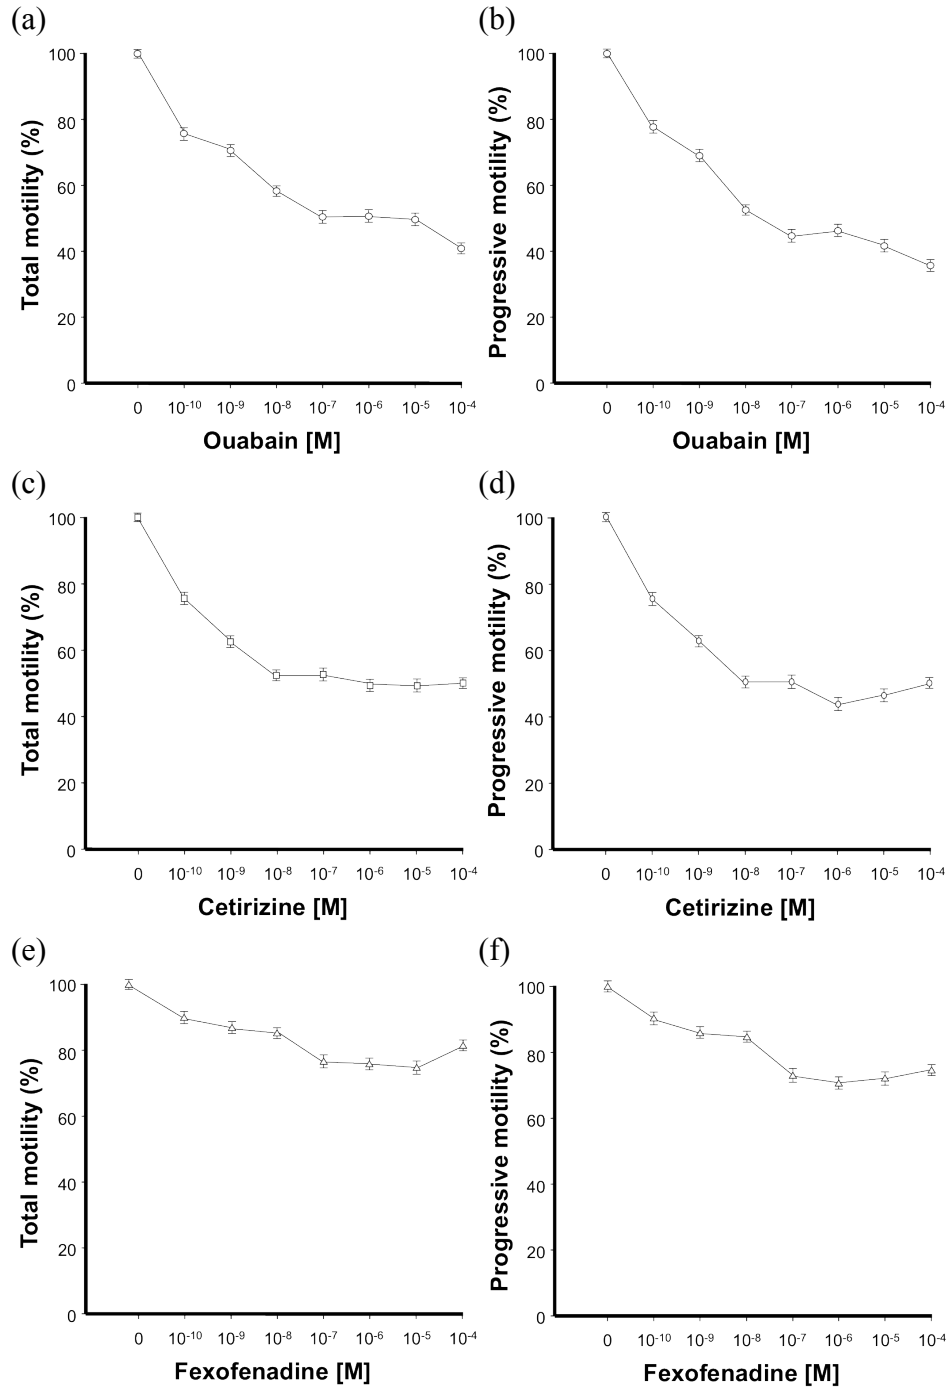 (a)
Total motility (%)
100
80
60
40
20
0
0 10⁻¹⁰ 10⁻⁹ 10⁻⁸ 10⁻⁷ 10⁻⁶ 10⁻⁵ 10⁻⁴
Ouabain [M]
(b)
Progressive motility (%)
100
80
60
40
20
0
0 10⁻¹⁰ 10⁻⁹ 10⁻⁸ 10⁻⁷ 10⁻⁶ 10⁻⁵ 10⁻⁴
Ouabain [M]
(c)
Total motility (%)
100
80
60
40
20
0
0 10⁻¹⁰ 10⁻⁹ 10⁻⁸ 10⁻⁷ 10⁻⁶ 10⁻⁵ 10⁻⁴
Cetirizine [M]
(d)
Progressive motility (%)
100
80
60
40
20
0
0 10⁻¹⁰ 10⁻⁹ 10⁻⁸ 10⁻⁷ 10⁻⁶ 10⁻⁵ 10⁻⁴
Cetirizine [M]
(e)
Total motility (%)
100
80
60
40
20
0
0 10⁻¹⁰ 10⁻⁹ 10⁻⁸ 10⁻⁷ 10⁻⁶ 10⁻⁵ 10⁻⁴
Fexofenadine [M]
(f)
Progressive motility (%)
100
80
60
40
20
0
0 10⁻¹⁰ 10⁻⁹ 10⁻⁸ 10⁻⁷ 10⁻⁶ 10⁻⁵ 10⁻⁴
Fexofenadine [M]